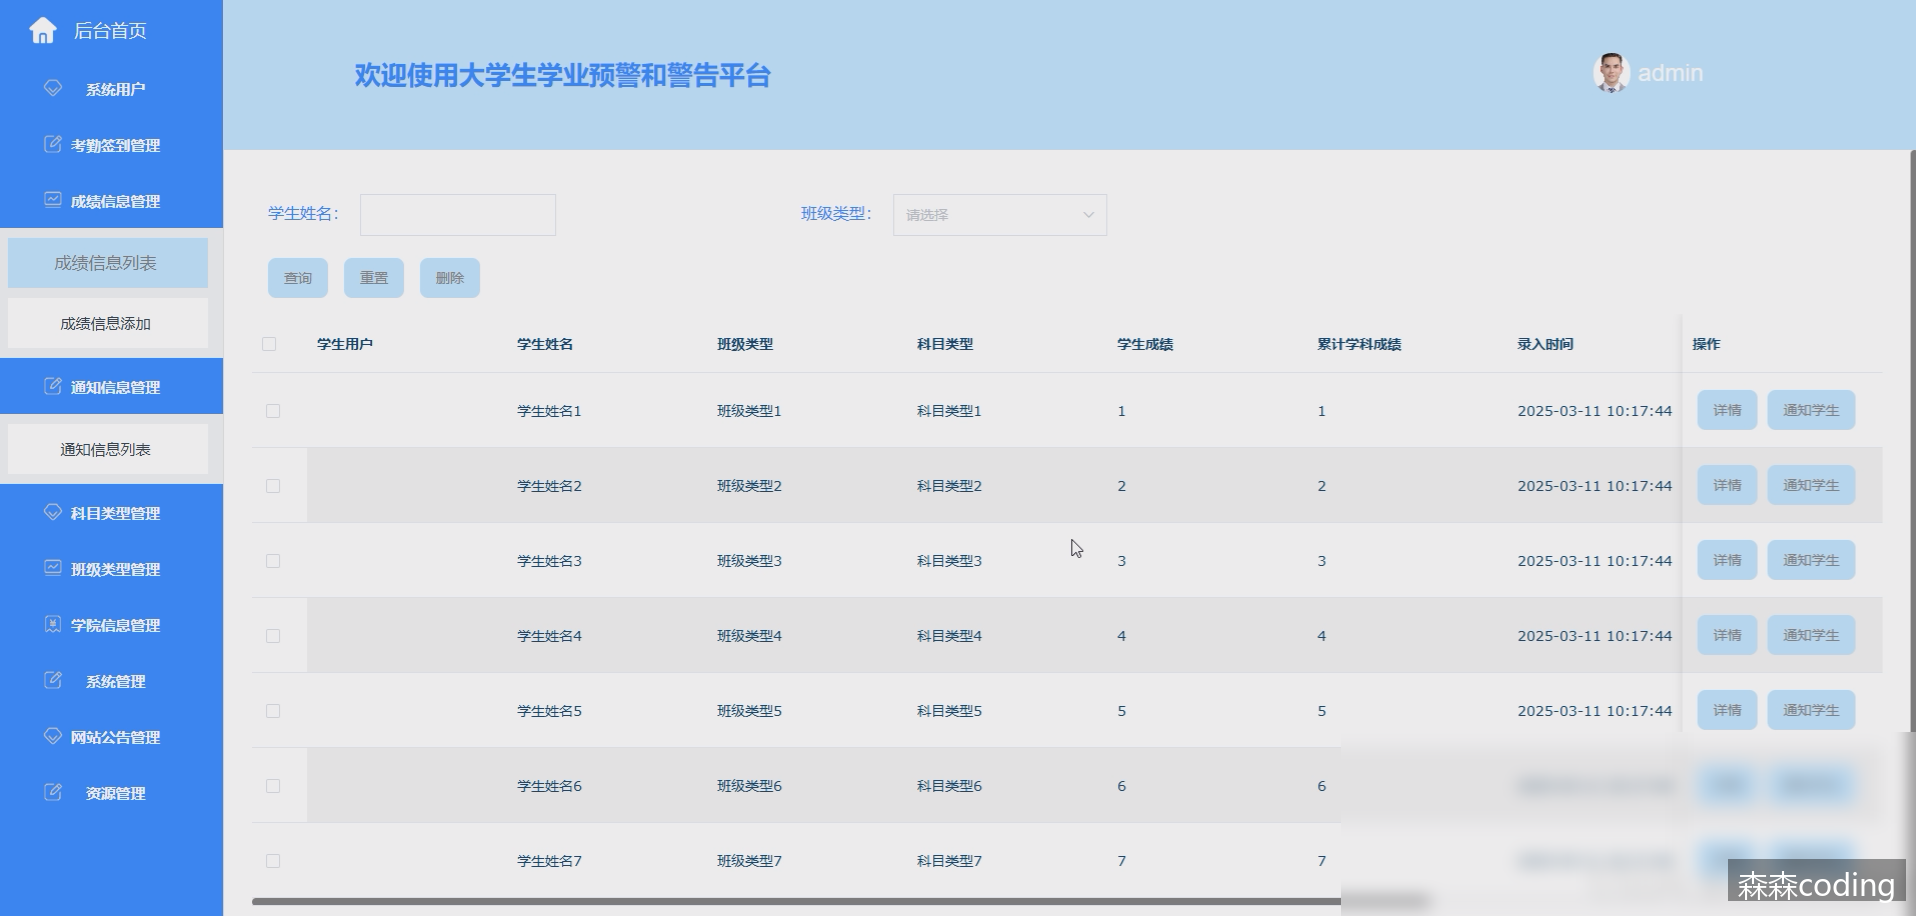 后台首页
系统用户
考勤签到管理
成绩信息管理
成绩信息列表
成绩信息添加
通知信息管理
通知信息列表
科目类型管理
班级类型管理
学院信息管理
系统管理
网站公告管理
资源管理
欢迎使用大学生学业预警和警告平台
admin
学生姓名：
班级类型： 请选择
查询 重置 删除
学生用户 学生姓名 班级类型 科目类型 学生成绩 累计学科成绩 录入时间 操作
学生姓名1 班级类型1 科目类型1 1 1 2025-03-11 10:17:44 详情 通知学生
学生姓名2 班级类型2 科目类型2 2 2 2025-03-11 10:17:44 详情 通知学生
学生姓名3 班级类型3 科目类型3 3 3 2025-03-11 10:17:44 详情 通知学生
学生姓名4 班级类型4 科目类型4 4 4 2025-03-11 10:17:44 详情 通知学生
学生姓名5 班级类型5 科目类型5 5 5 2025-03-11 10:17:44 详情 通知学生
学生姓名6 班级类型6 科目类型6 6 6
学生姓名7 班级类型7 科目类型7 7 7
森森coding